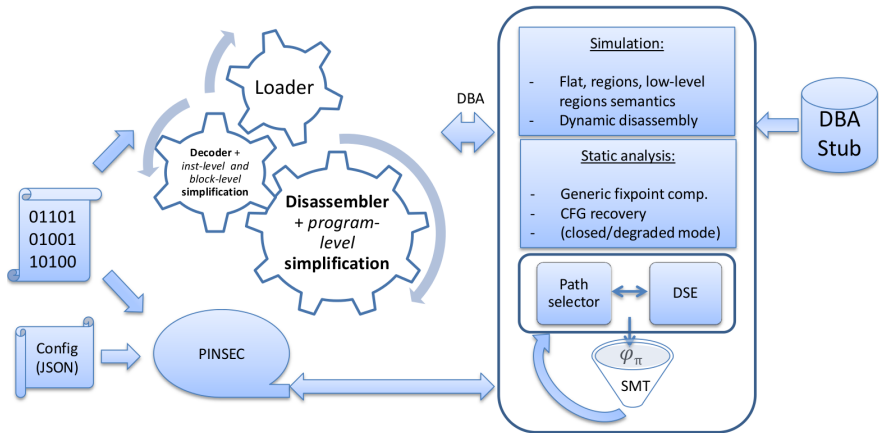 Loader
Decoder + 
inst-level and
block-level
simplification
Disassembler
+ program-
level
simplification
01101
01001
10100
Config
(JSON)
PINSEC
DBA
Simulation:
- Flat, regions, low-level
regions semantics
- Dynamic disassembly
Static analysis:
- Generic fixpoint comp.
- CFG recovery
- (closed/degraded mode)
Path
selector
DSE
φπ
SMT
DBA
Stub